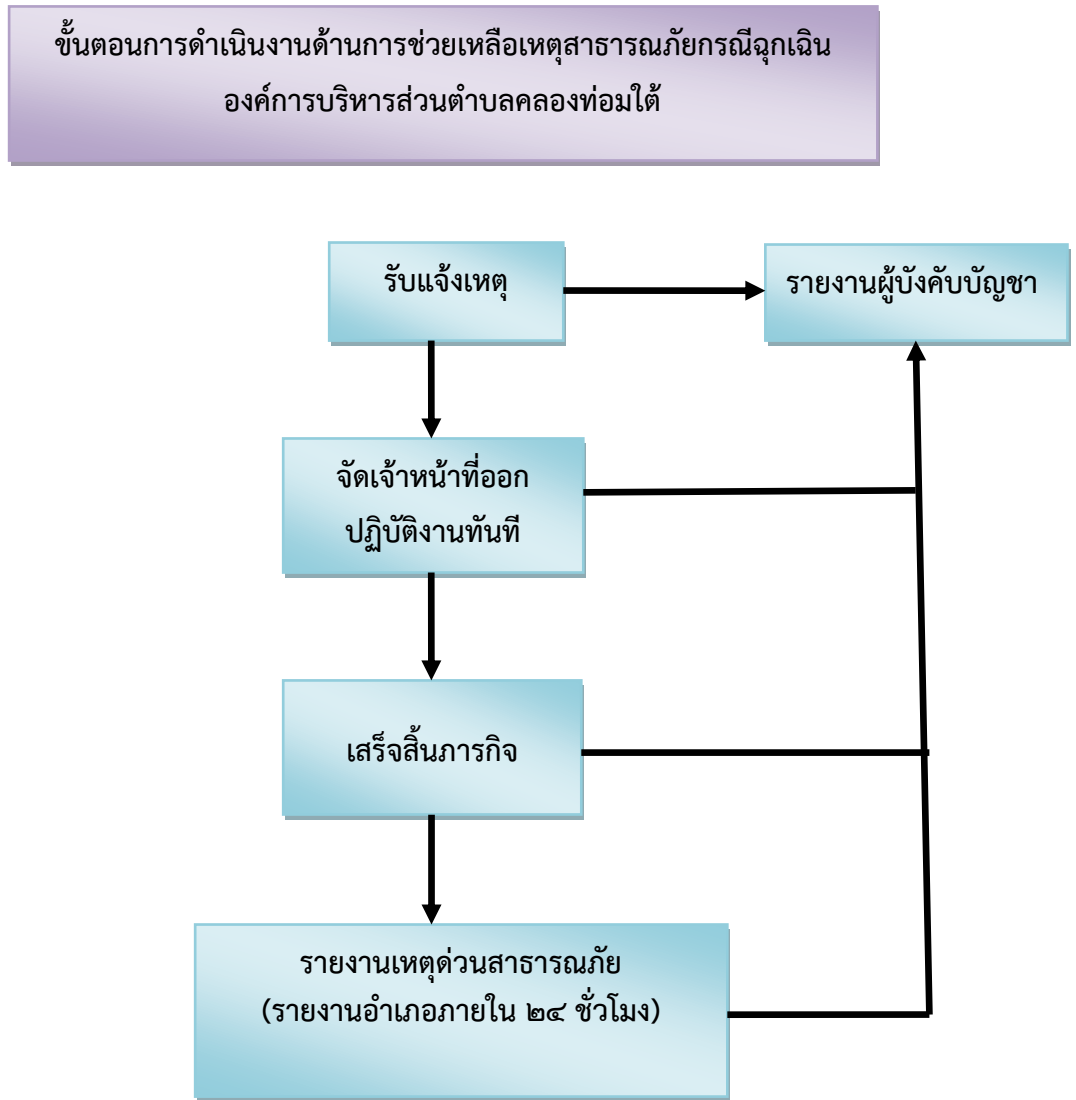 ขั้นตอนการดำเนินงานด้านการช่วยเหลือเหตุสาธารณภัยกรณีฉุกเฉิน
องค์การบริหารส่วนตำบลคลองท่อมใต้
รับแจ้งเหตุ
รายงานผู้บังคับบัญชา
จัดเจ้าหน้าที่ออก
ปฏิบัติงานทันที
เสร็จสิ้นภารกิจ
รายงานเหตุด่วนสาธารณภัย
(รายงานอำเภอภายใน ๒๔ ชั่วโมง)